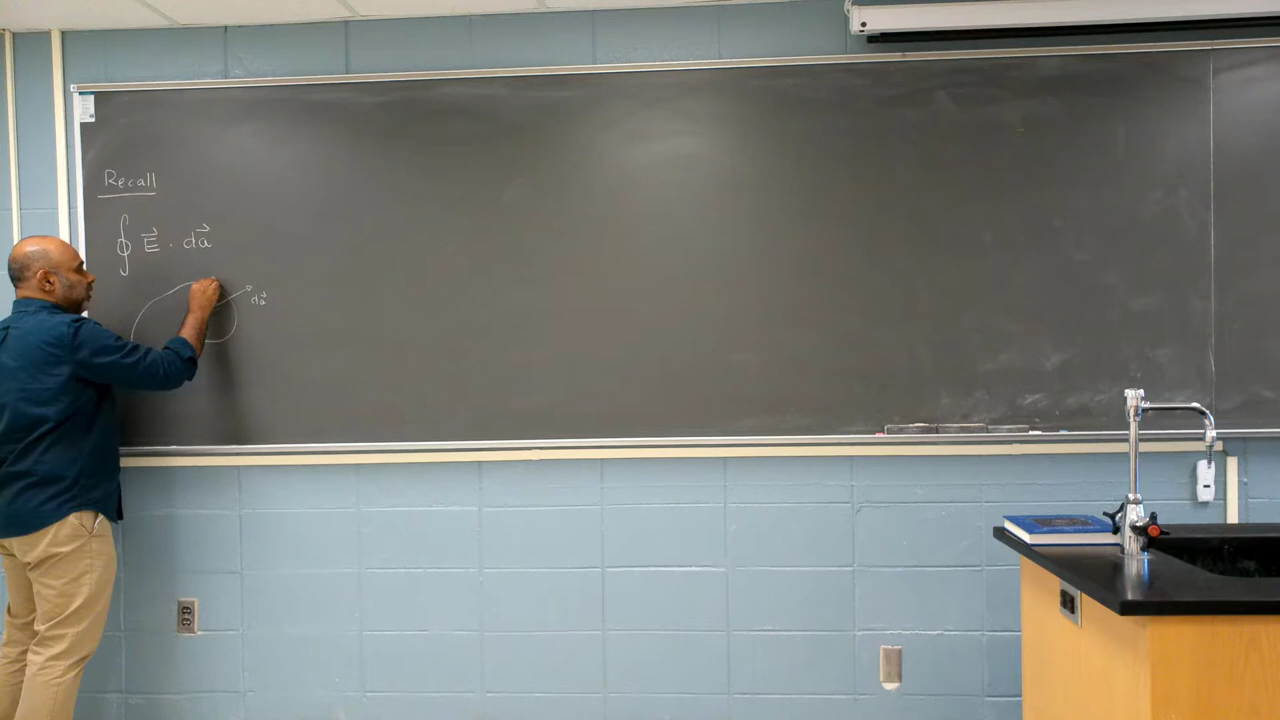 Recall
∮ E⃗ · da⃗
da⃗